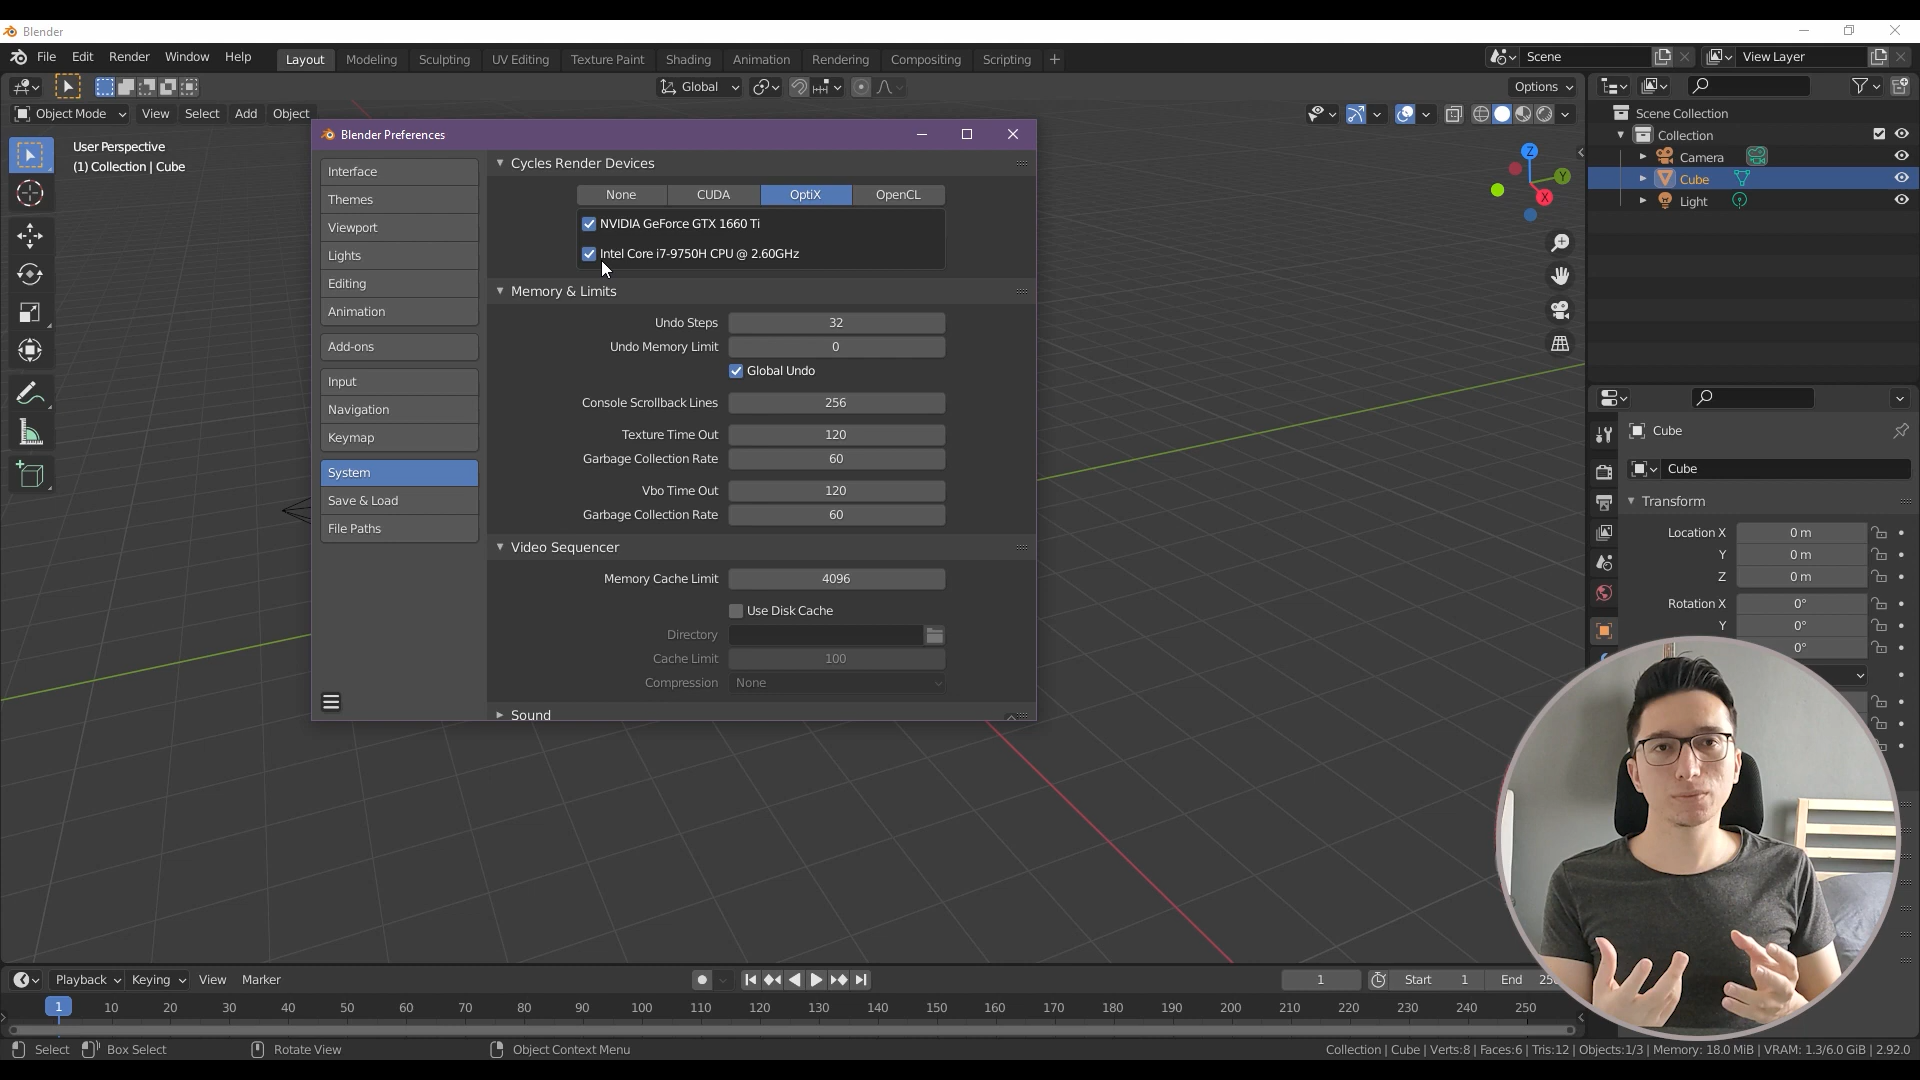 Blender
File Edit Render Window Help Layout Modeling Sculpting UV Editing Texture Paint Shading Animation Rendering Compositing Scripting + Scene View Layer
Global Options
Object Mode View Select Add Object
User Perspective
(1) Collection | Cube
Z
Y
X
Blender Preferences
Interface
Themes
Viewport
Lights
Editing
Animation
Add-ons
Input
Navigation
Keymap
System
Save & Load
File Paths
Cycles Render Devices
None CUDA OptiX OpenCL
NVIDIA GeForce GTX 1660 Ti
Intel Core i7-9750H CPU @ 2.60GHz
Memory & Limits
Undo Steps 32
Undo Memory Limit 0
Global Undo
Console Scrollback Lines 256
Texture Time Out 120
Garbage Collection Rate 60
Vbo Time Out 120
Garbage Collection Rate 60
Video Sequencer
Memory Cache Limit 4096
Use Disk Cache
Directory
Cache Limit 100
Compression None
Sound
Scene Collection
Collection
Camera
Cube
Light
Cube
Cube
Transform
Location X 0 m
Y 0 m
Z 0 m
Rotation X 0°
Y 0°
0°
Playback Keying View Marker 1 Start 1 End
1 10 20 30 40 50 60 70 80 90 100 110 120 130 140 150 160 170 180 190 200 210 220 230 240 250
Select Box Select Rotate View Object Context Menu Collection | Cube | Verts:8 | Faces:6 | Tris:12 | Objects:1/3 | Memory: 18.0 MiB | VRAM: 1.3/6.0 GiB | 2.92.0